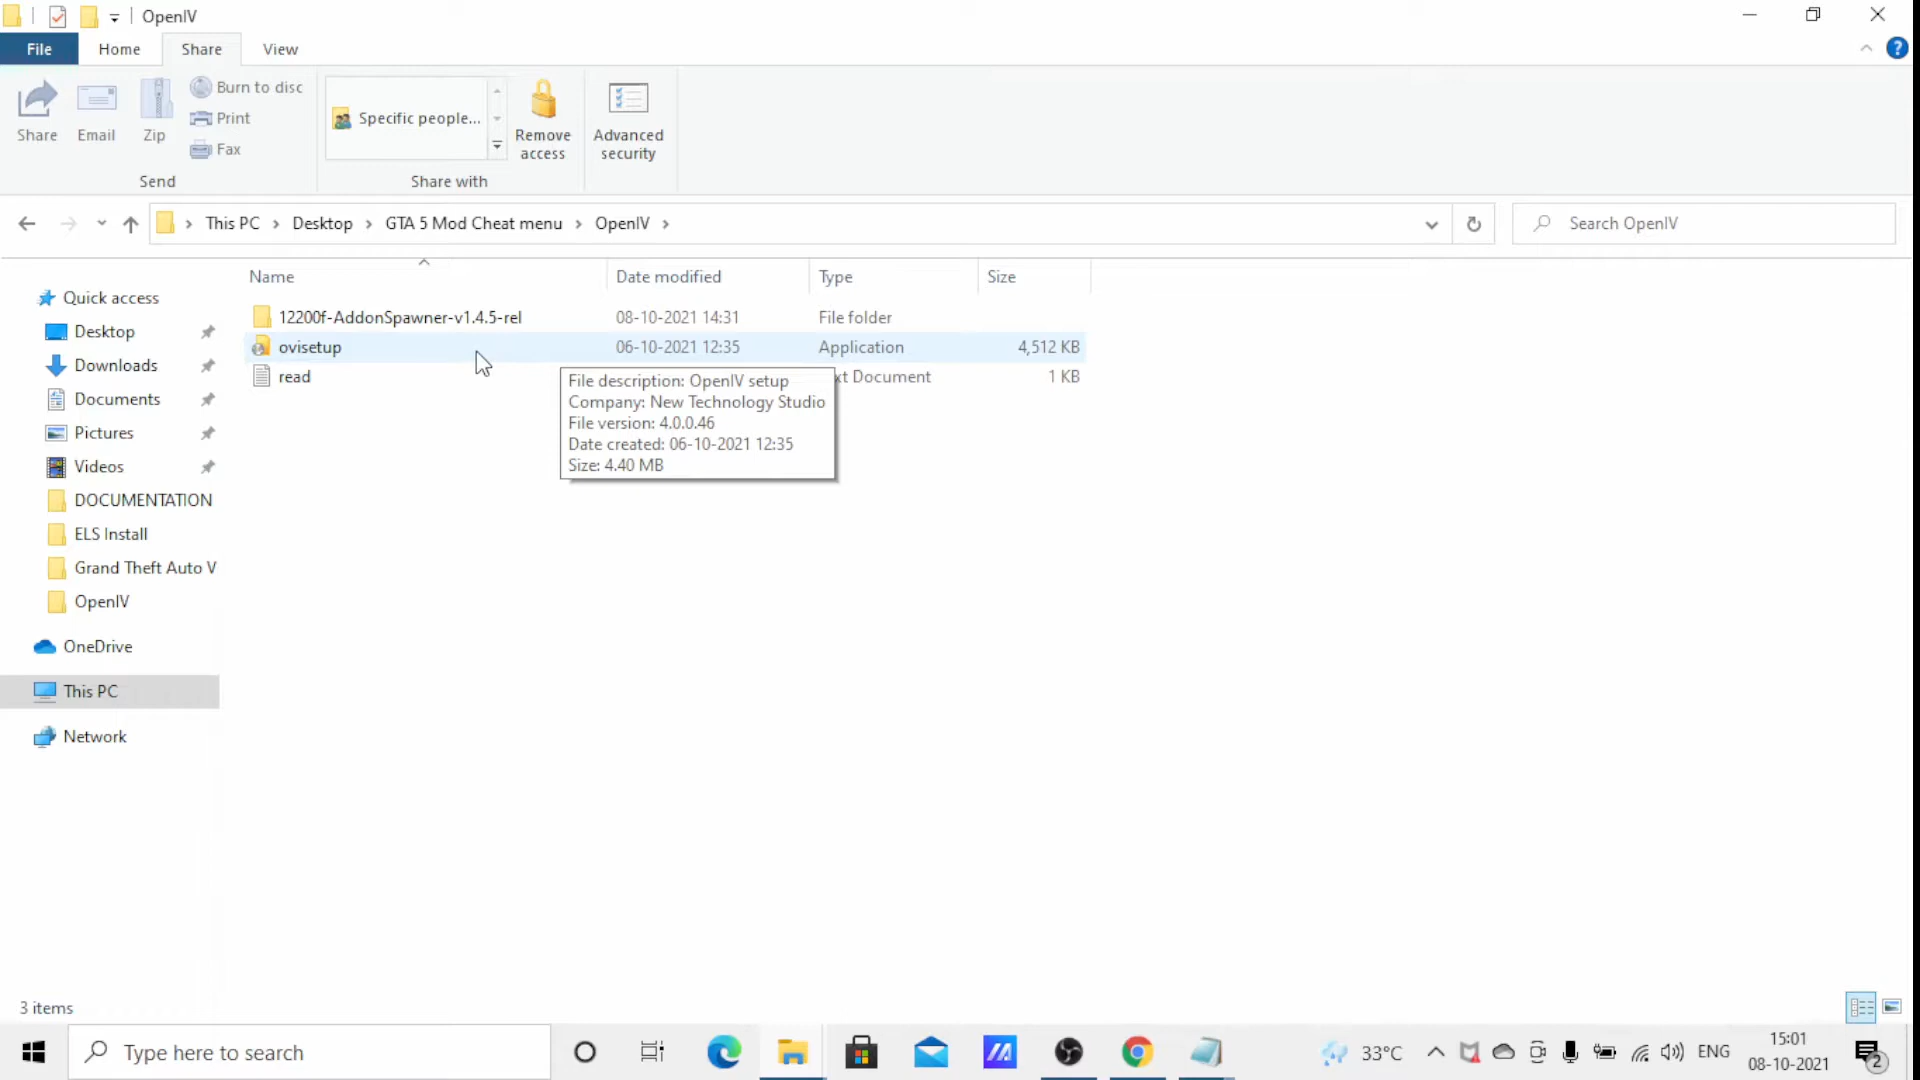 OpenIV
File
Home
Share
View
Share
Email
Zip
Burn to disc
Print
Fax
Send
Specific people...
Remove
access
Share with
Advanced
security
This PC
Desktop
GTA 5 Mod Cheat menu
OpenIV
Search OpenIV
Quick access
Desktop
Downloads
Documents
Pictures
Videos
DOCUMENTATION
ELS Install
Grand Theft Auto V
OpenIV
OneDrive
This PC
Network
Name Date modified Type Size
12200f-AddonSpawner-v1.4.5-rel 08-10-2021 14:31 File folder
ovisetup 06-10-2021 12:35 Application 4,512 KB
read xt Document 1 KB
File description: OpenIV setup
Company: New Technology Studio
File version: 4.0.0.46
Date created: 06-10-2021 12:35
Size: 4.40 MB
3 items
Type here to search
33°C
ENG
15:01
08-10-2021
2